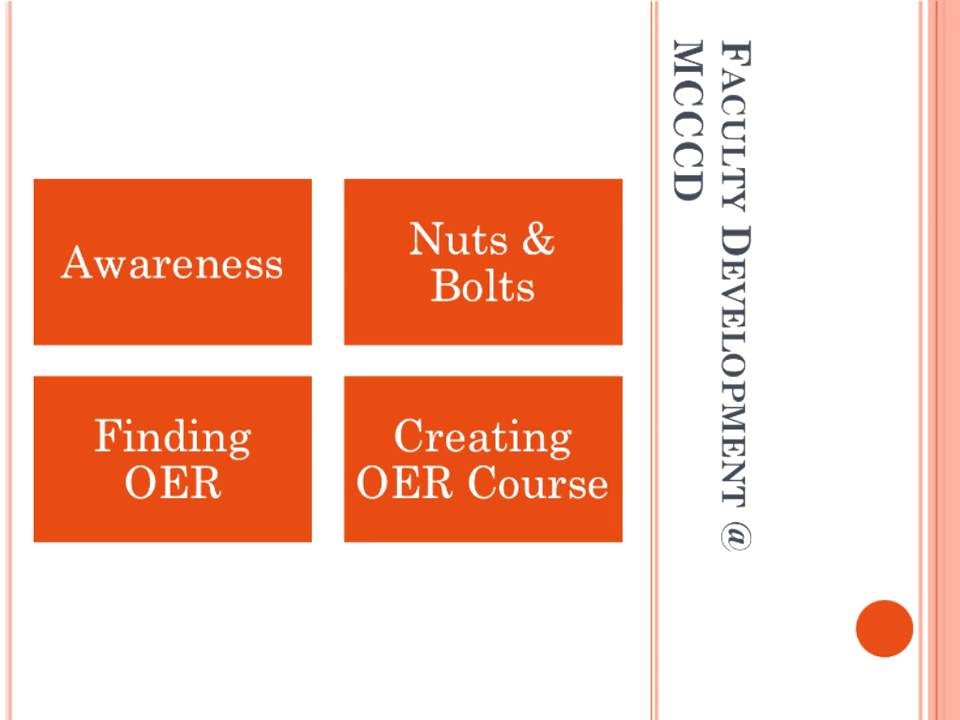 FACULTY DEVELOPMENT @
MCCCD
Awareness
Nuts &
Bolts
Finding
OER
Creating
OER Course